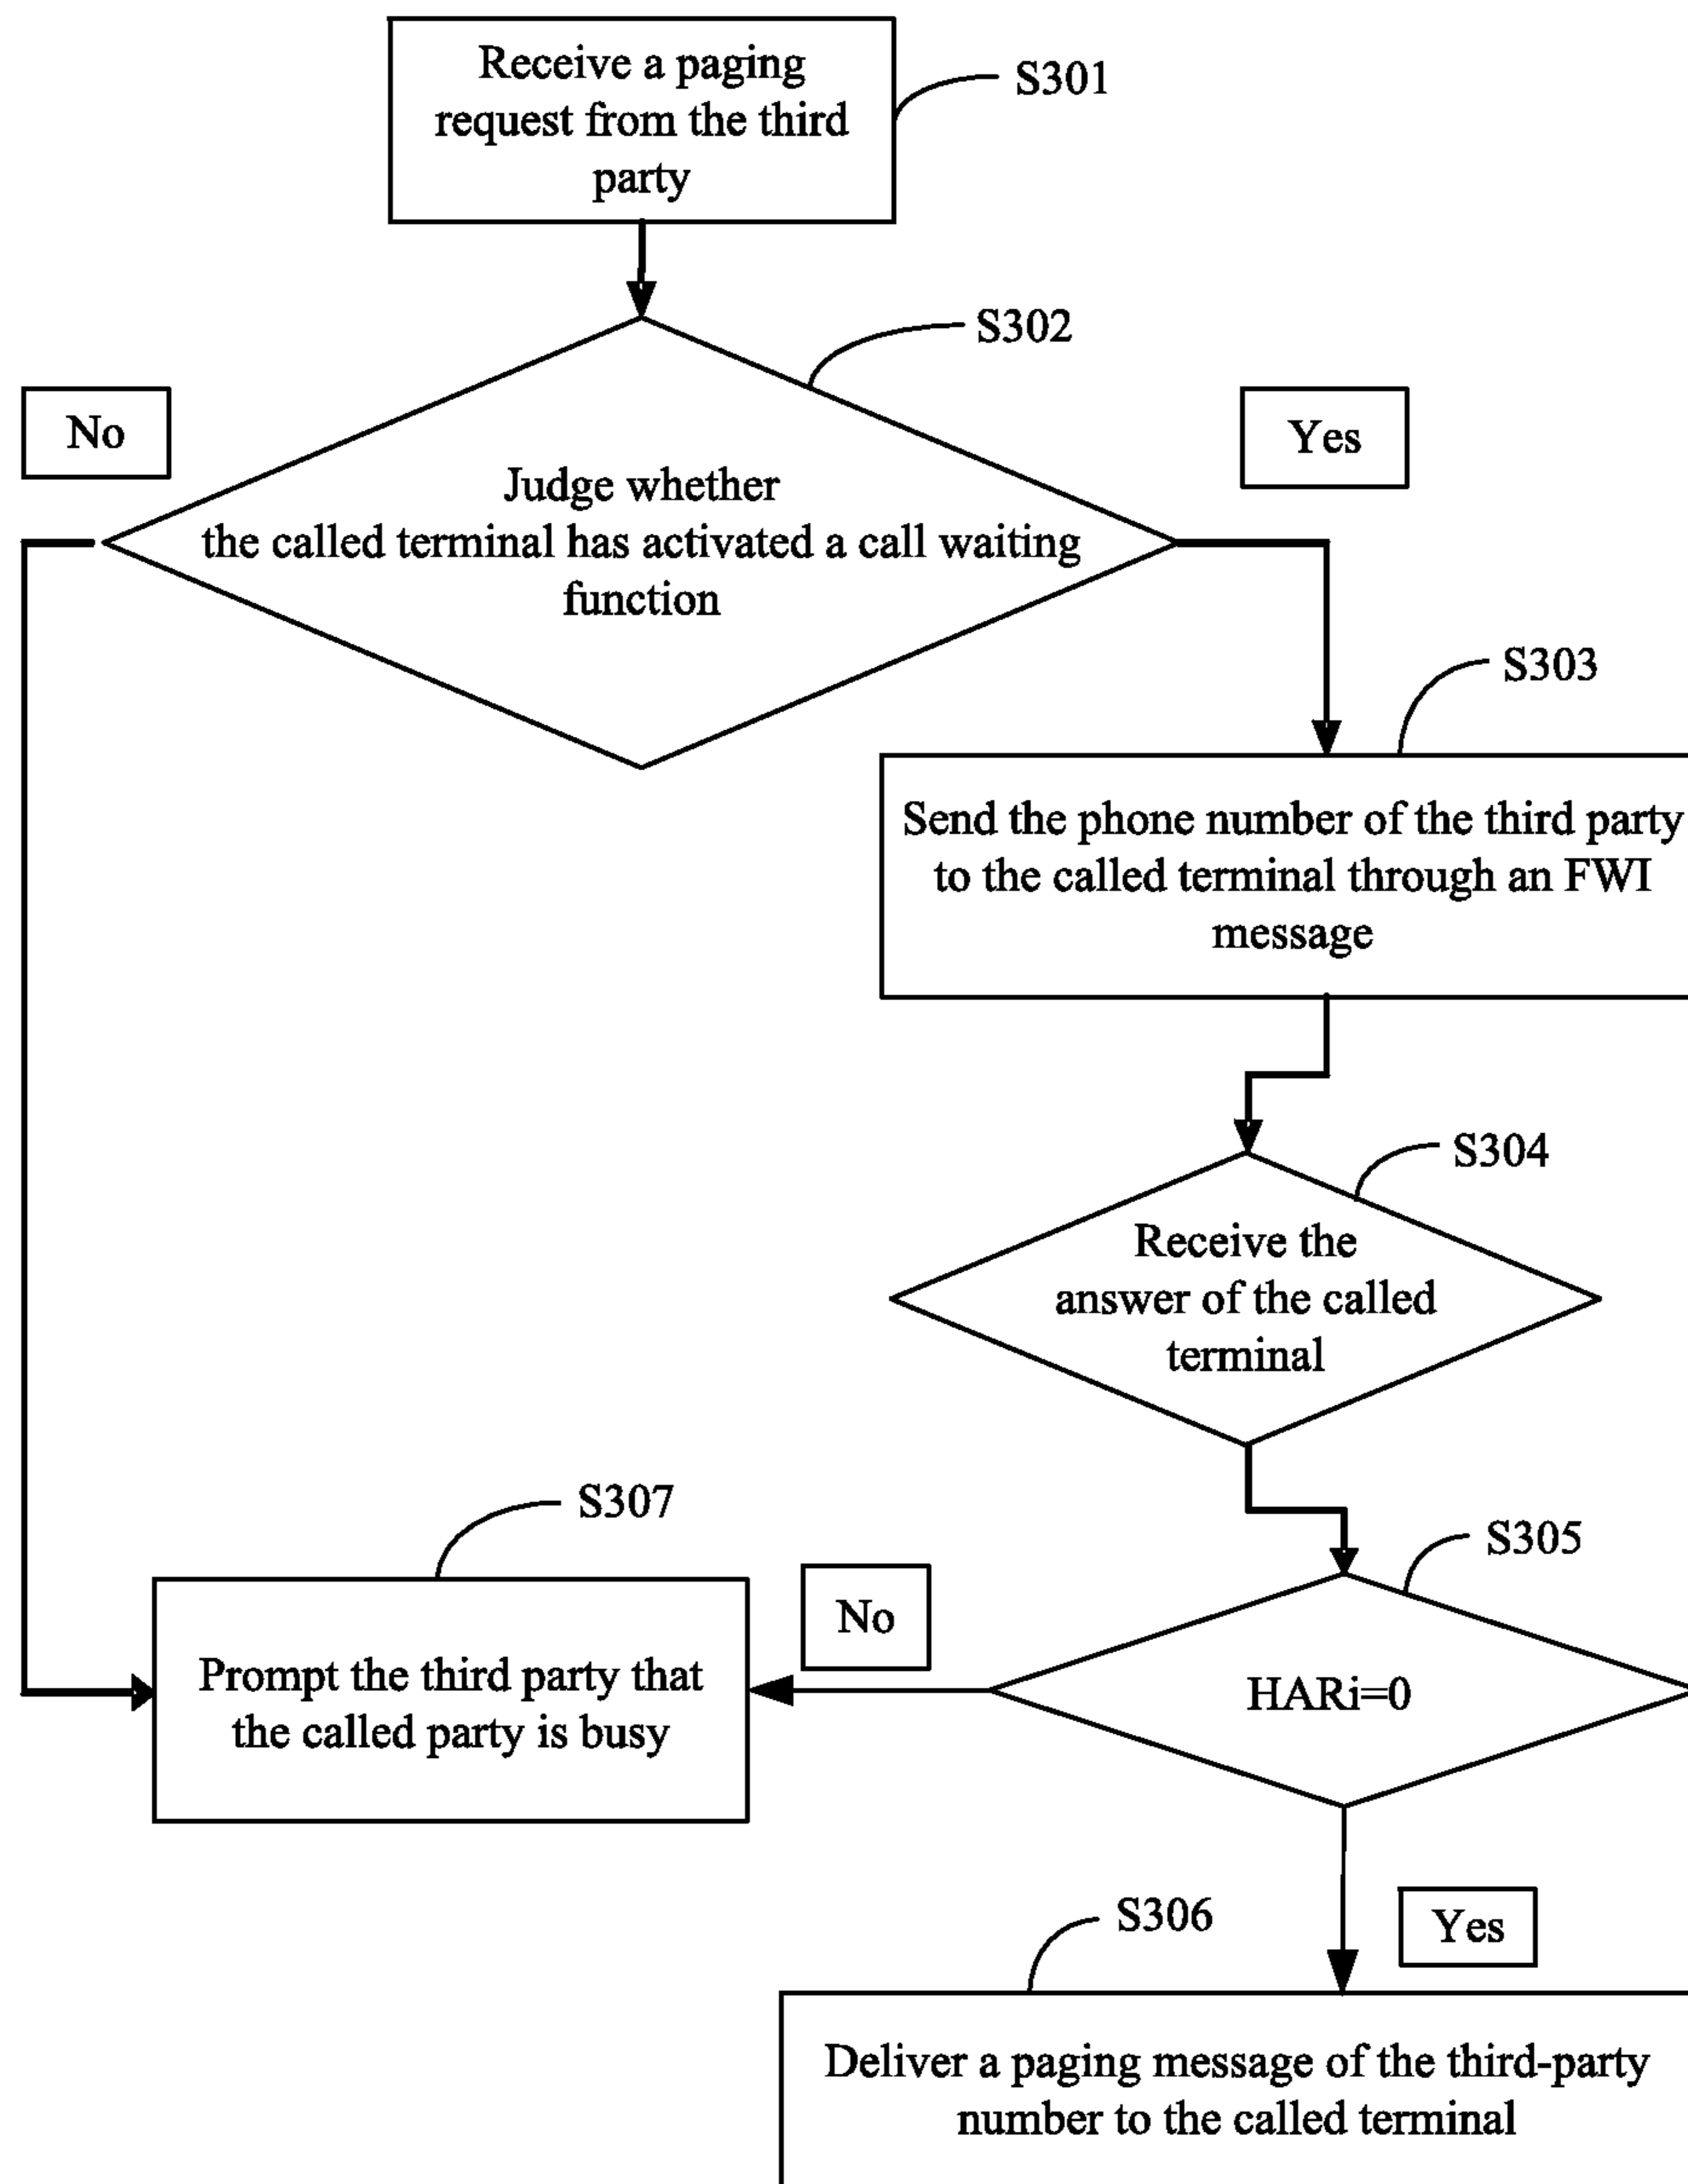 Receive a paging
request from the third
party
S301
S302
No
Yes
Judge whether
the called terminal has activated a call waiting
function
S303
Send the phone number of the third party
to the called terminal through an FWI
message
S304
Receive the
answer of the called
terminal
S307
S305
No
Prompt the third party that
the called party is busy
HARi=0
S306
Yes
Deliver a paging message of the third-party
number to the called terminal